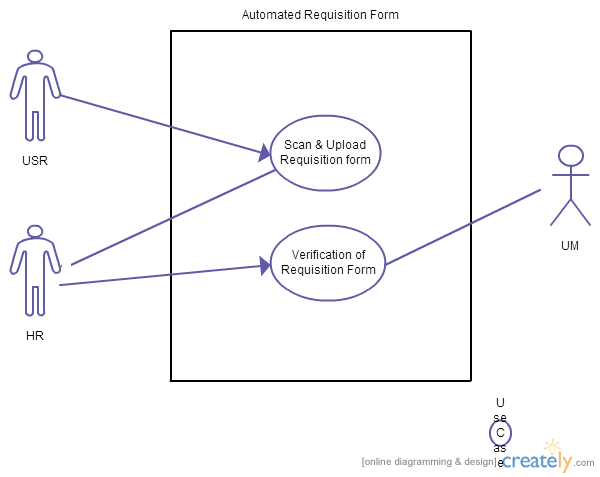 Automated Requisition Form
USR
Scan & Upload
Requisition form
UM
Verification of
Requisition Form
HR
U
se
C
as
e
[online diagramming & design]
creately.com